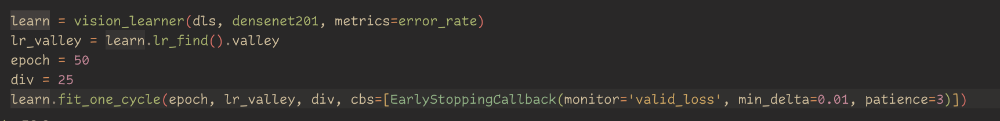 learn = vision_learner(dls, densenet201, metrics=error_rate)
lr_valley = learn.lr_find().valley
epoch = 50
div = 25
learn.fit_one_cycle(epoch, lr_valley, div, cbs=[EarlyStoppingCallback(monitor='valid_loss', min_delta=0.01, patience=3)])